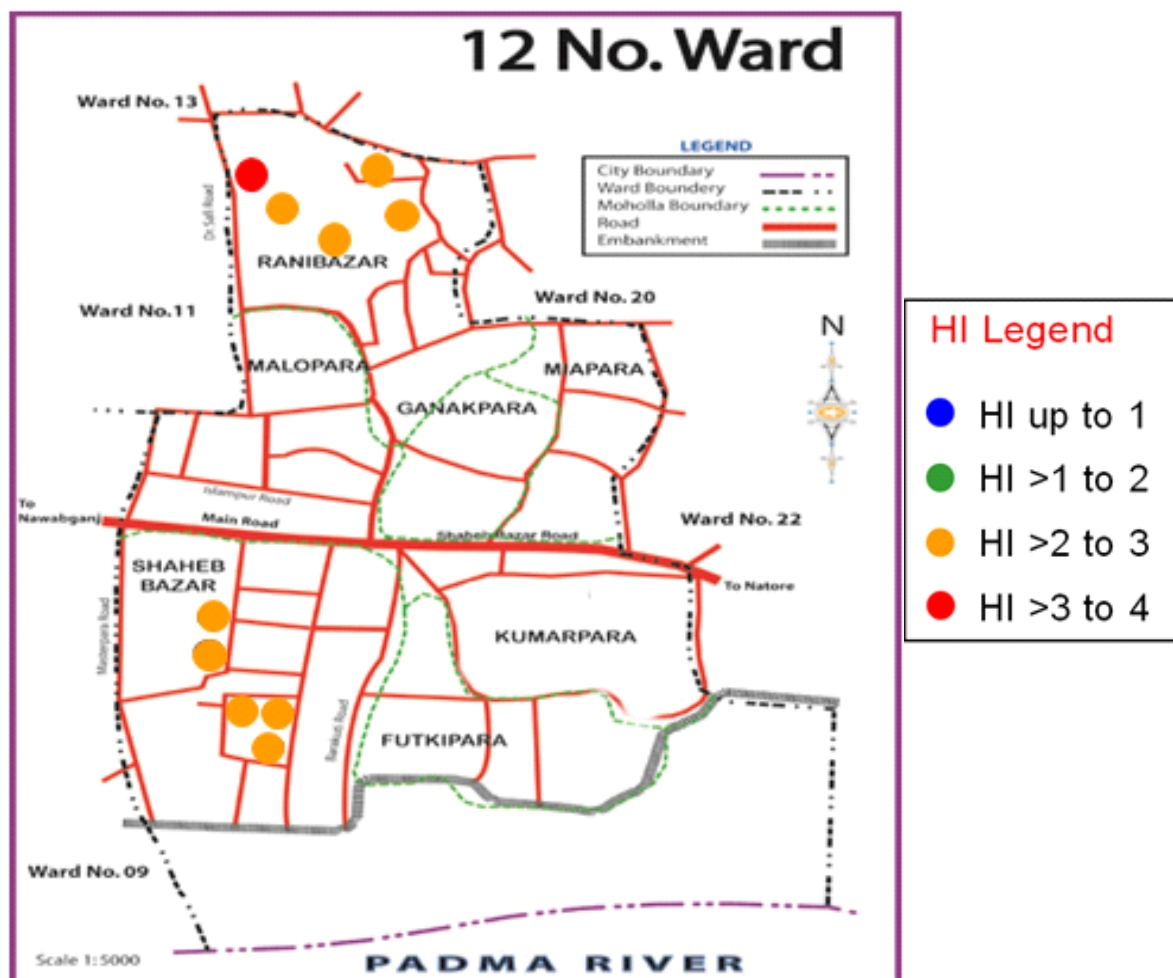 12 No. Ward
Ward No. 13
LEGEND
City Boundary
Ward Boundery
Moholla Boundary
Road
Embankment
Dr. Safi Road
RANIBAZAR
Ward No. 11
Ward No. 20
N
MALOPARA
MIAPARA
GANAKPARA
HI Legend
HI up to 1
HI >1 to 2
HI >2 to 3
HI >3 to 4
Islampur Road
To
Nawabganj
Main Road
Shaheb Bazar Road
Ward No. 22
To Natore
SHAHEB
BAZAR
Masterpara Road
KUMARPARA
FUTKIPARA
Ward No. 09
Scale 1:5000
PADMA RIVER